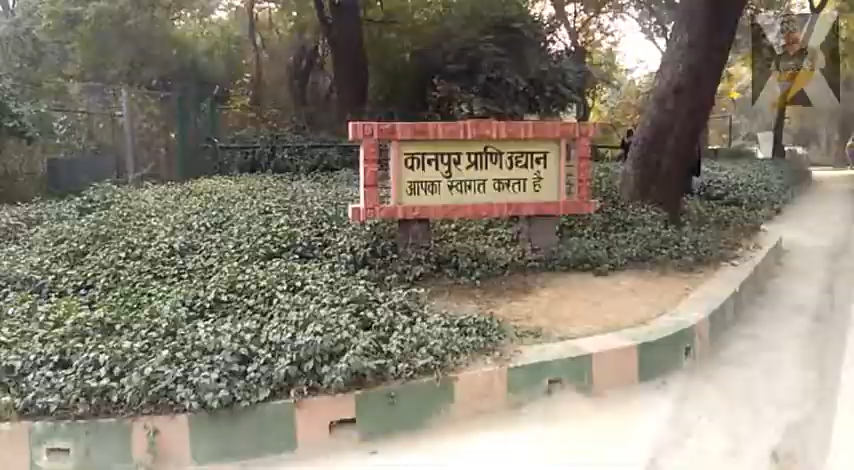 कानपुर प्राणि उद्यान
आपका स्वागत करता है